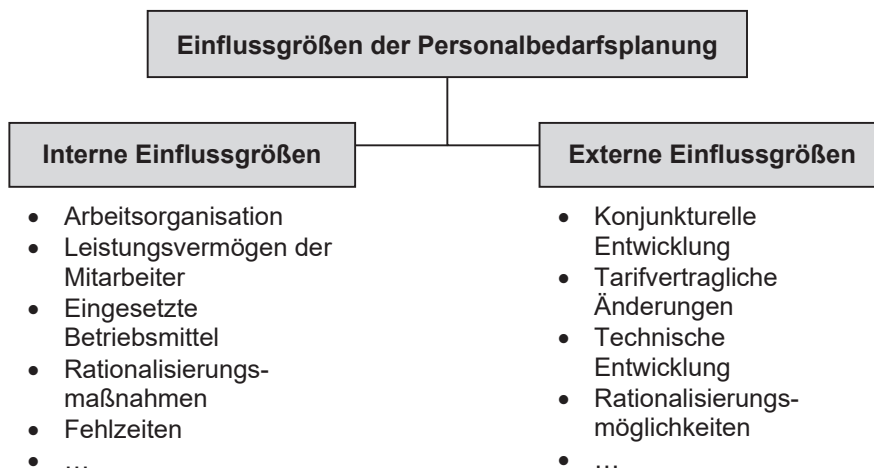 Einflussgrößen der Personalbedarfsplanung
Interne Einflussgrößen
• Arbeitsorganisation
• Leistungsvermögen der
Mitarbeiter
• Eingesetzte
Betriebsmittel
• Rationalisierungs-
maßnahmen
• Fehlzeiten
• ...
Externe Einflussgrößen
• Konjunkturelle
Entwicklung
• Tarifvertragliche
Änderungen
• Technische
Entwicklung
• Rationalisierungs-
möglichkeiten
• ...